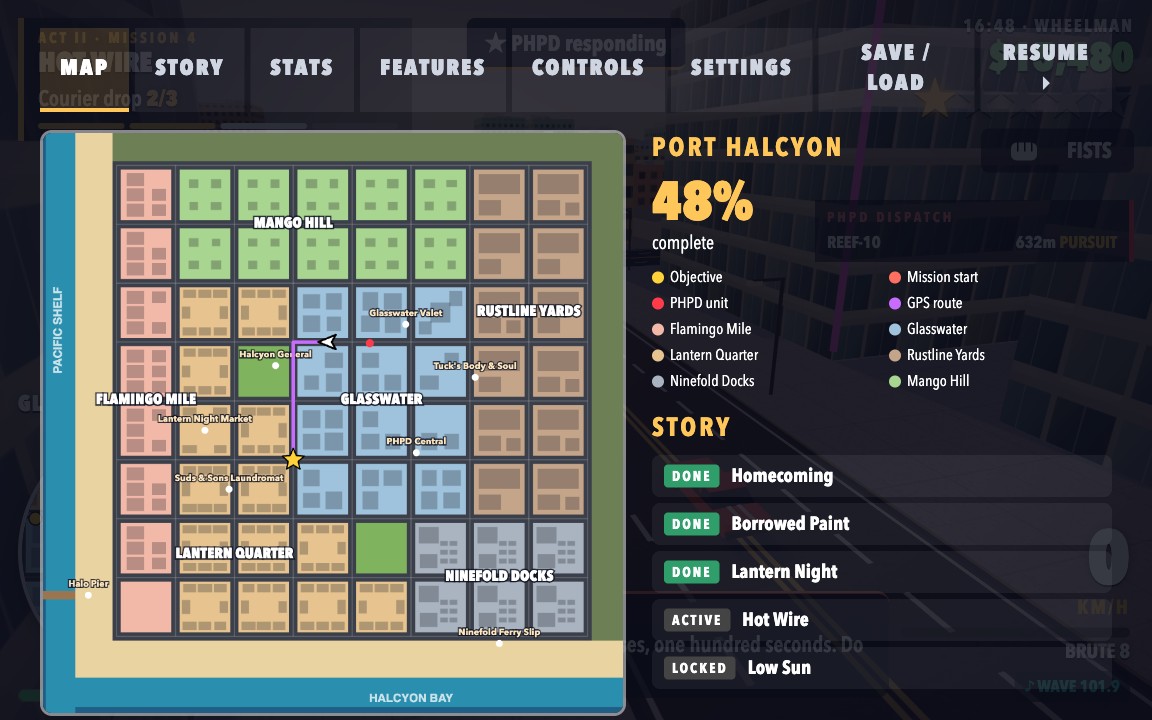 ACT II · MISSION 4
HOT WIRE
Courier drop 2/3
★ PHPD responding
16:48 · WHEELMAN
MAP
STORY
STATS
FEATURES
CONTROLS
SETTINGS
SAVE /
LOAD
RESUME
FISTS
PHPD DISPATCH
REEF-10
632m PURSUIT
PACIFIC SHELF
MANGO HILL
Glasswater Valet
RUSTLINE YARDS
Halcyon General
Tuck's Body & Soul
FLAMINGO MILE
GLASSWATER
Lantern Night Market
PHPD Central
Suds & Sons Laundromat
LANTERN QUARTER
NINEFOLD DOCKS
Halo Pier
Ninefold Ferry Slip
HALCYON BAY
PORT HALCYON
48%
complete
Objective
Mission start
PHPD unit
GPS route
Flamingo Mile
Glasswater
Lantern Quarter
Rustline Yards
Ninefold Docks
Mango Hill
STORY
DONE Homecoming
DONE Borrowed Paint
DONE Lantern Night
ACTIVE Hot Wire
LOCKED Low Sun
one hundred seconds. Do
0
KM/H
BRUTE 8
♪ WAVE 101.9